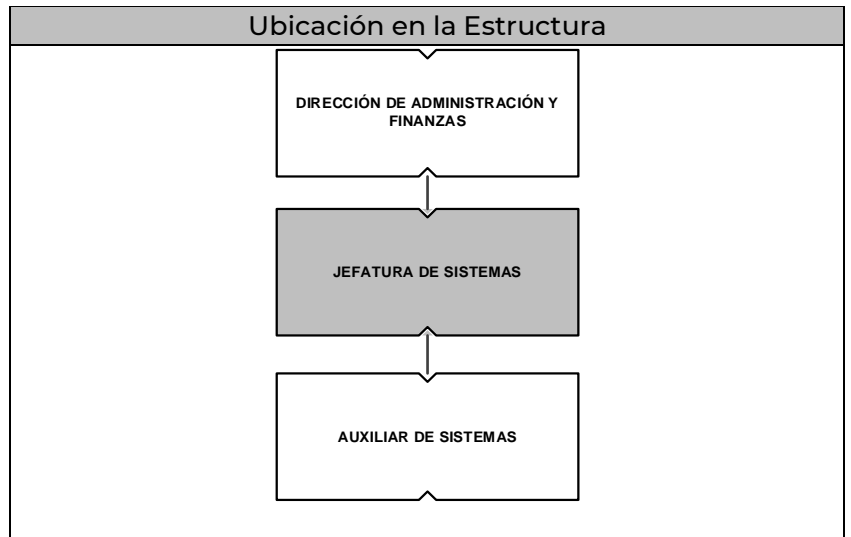 Ubicación en la Estructura
DIRECCIÓN DE ADMINISTRACIÓN Y
FINANZAS
JEFATURA DE SISTEMAS
AUXILIAR DE SISTEMAS